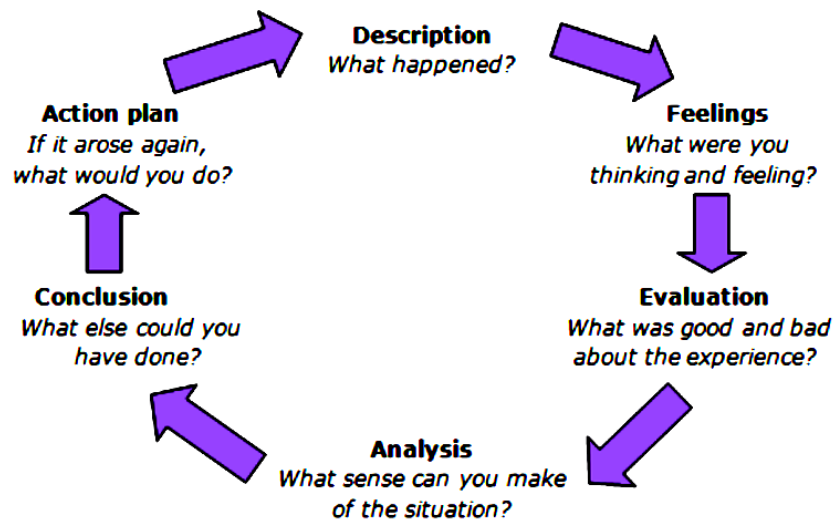 Description
What happened?
Feelings
What were you
thinking and feeling?
Evaluation
What was good and bad
about the experience?
Analysis
What sense can you make
of the situation?
Conclusion
What else could you
have done?
Action plan
If it arose again,
what would you do?